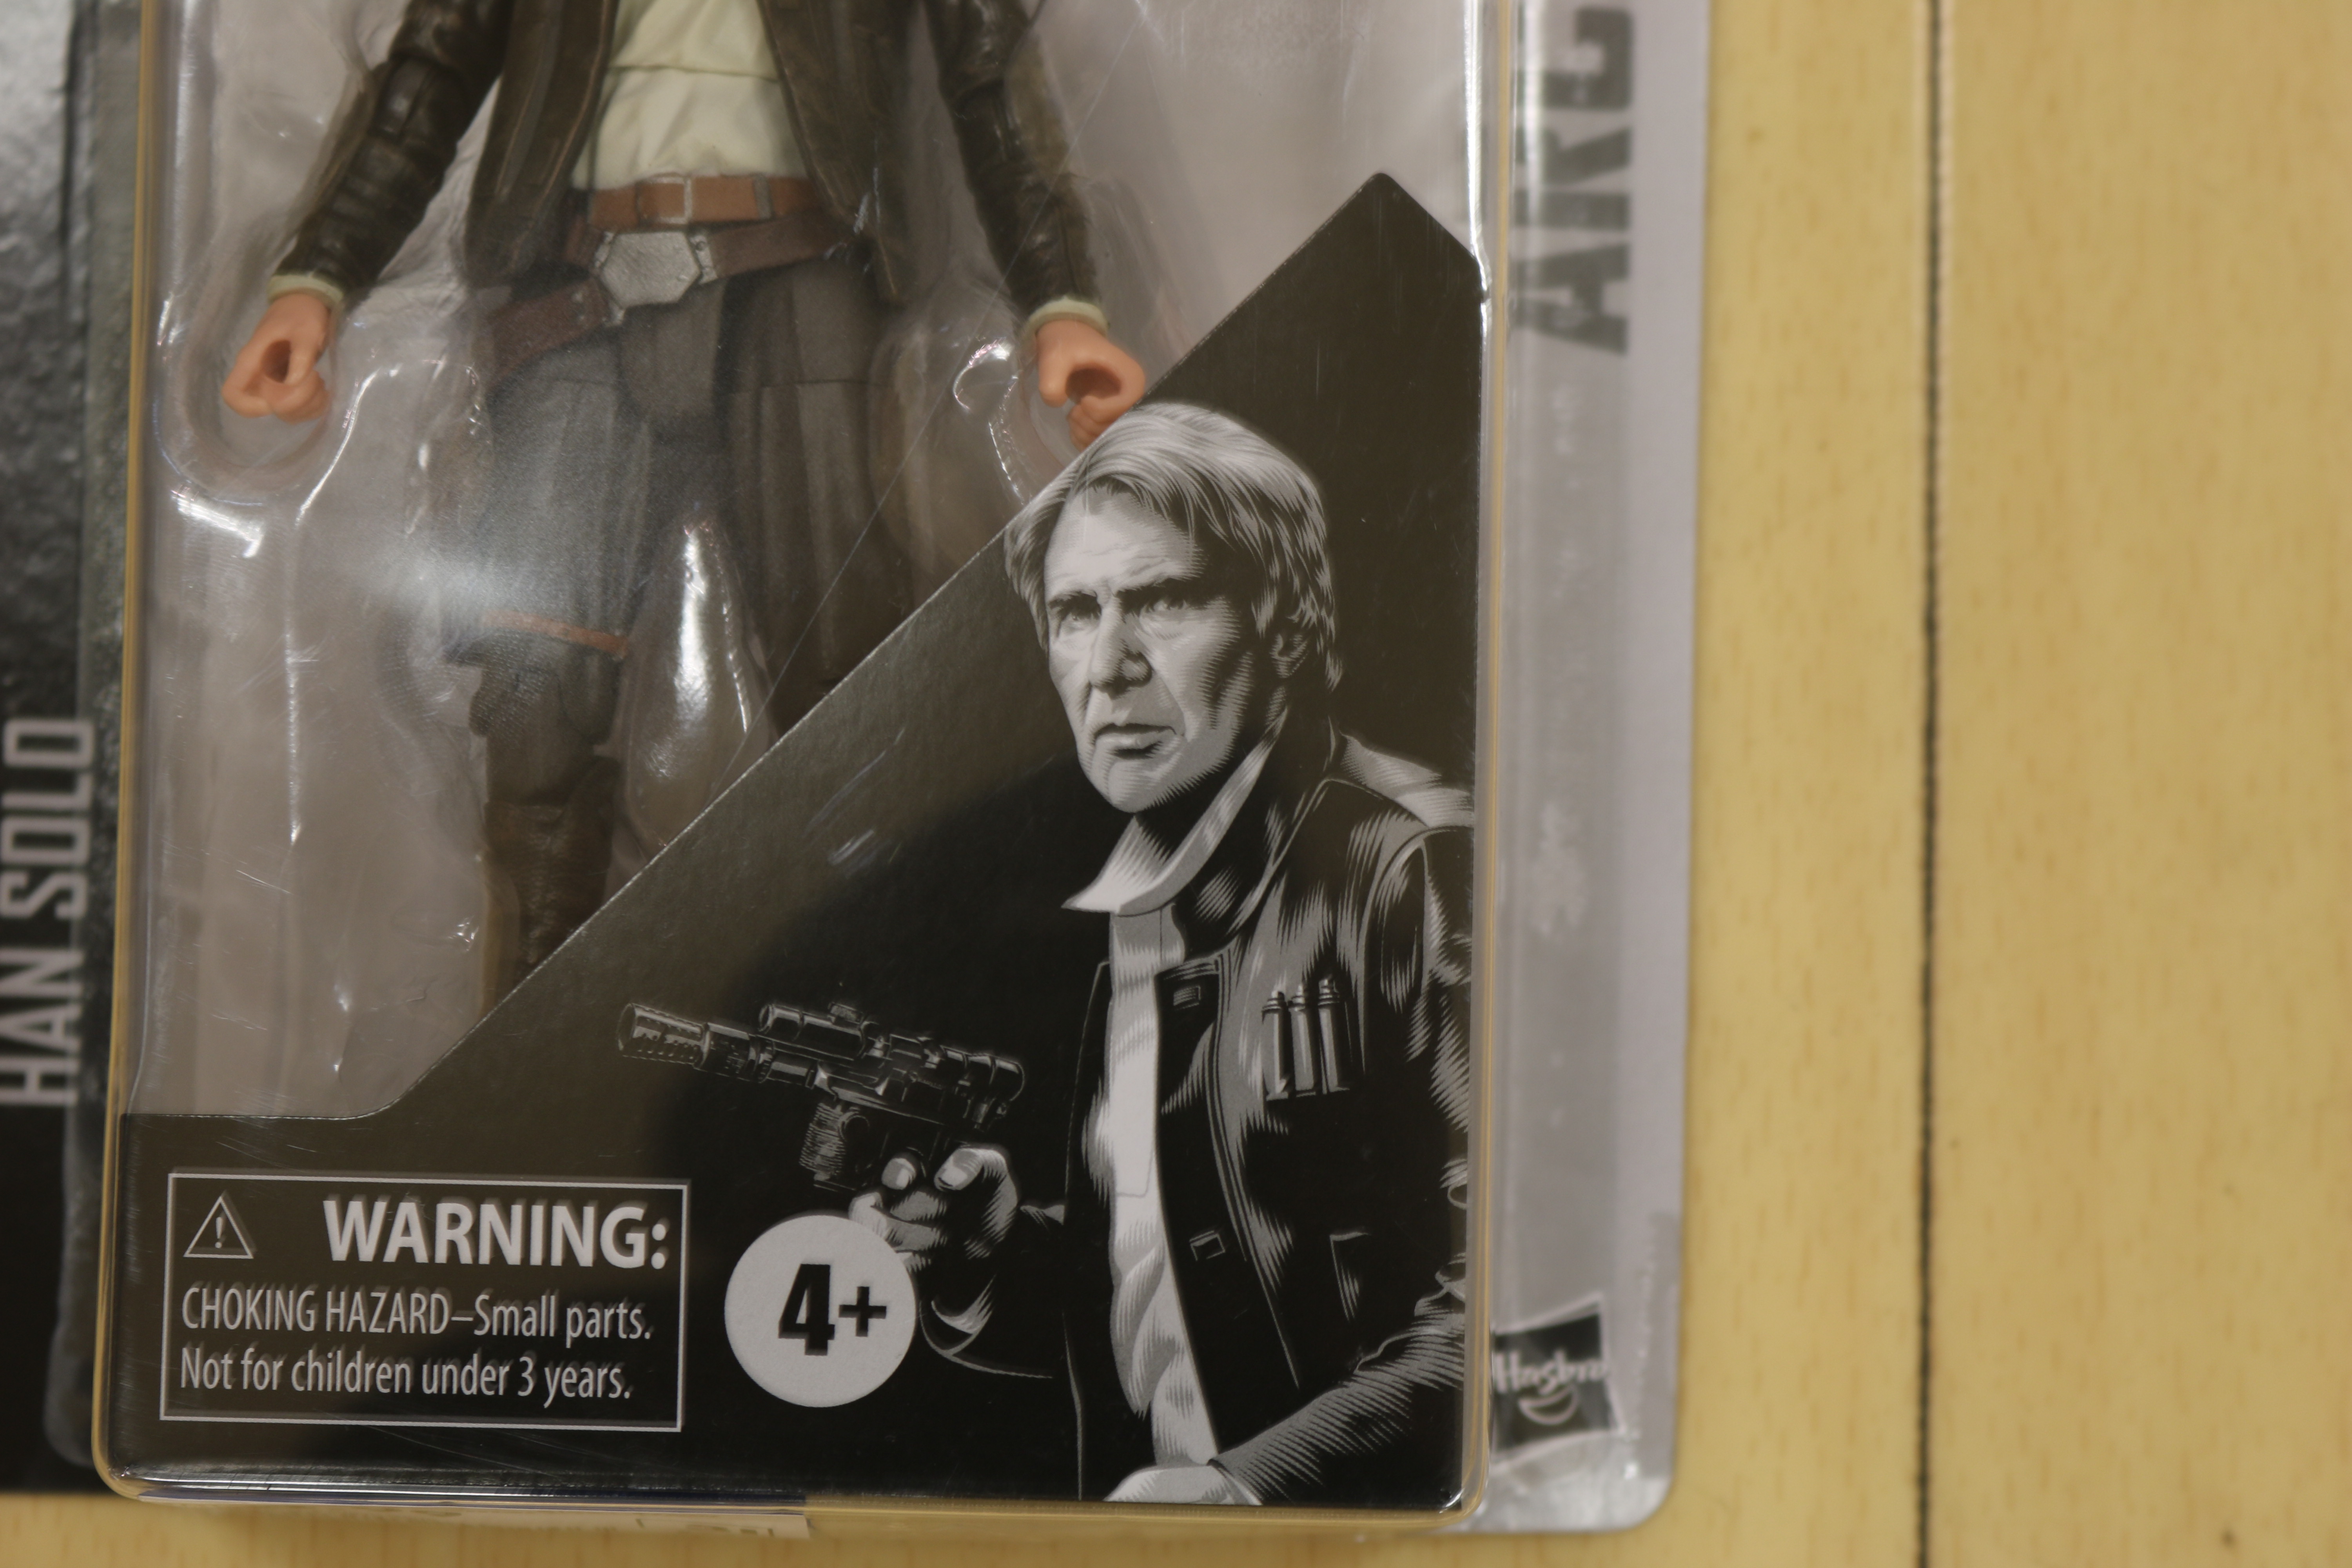 HAN SOLO
WARNING:
CHOKING HAZARD–Small parts.
Not for children under 3 years.
4+
Hasbro